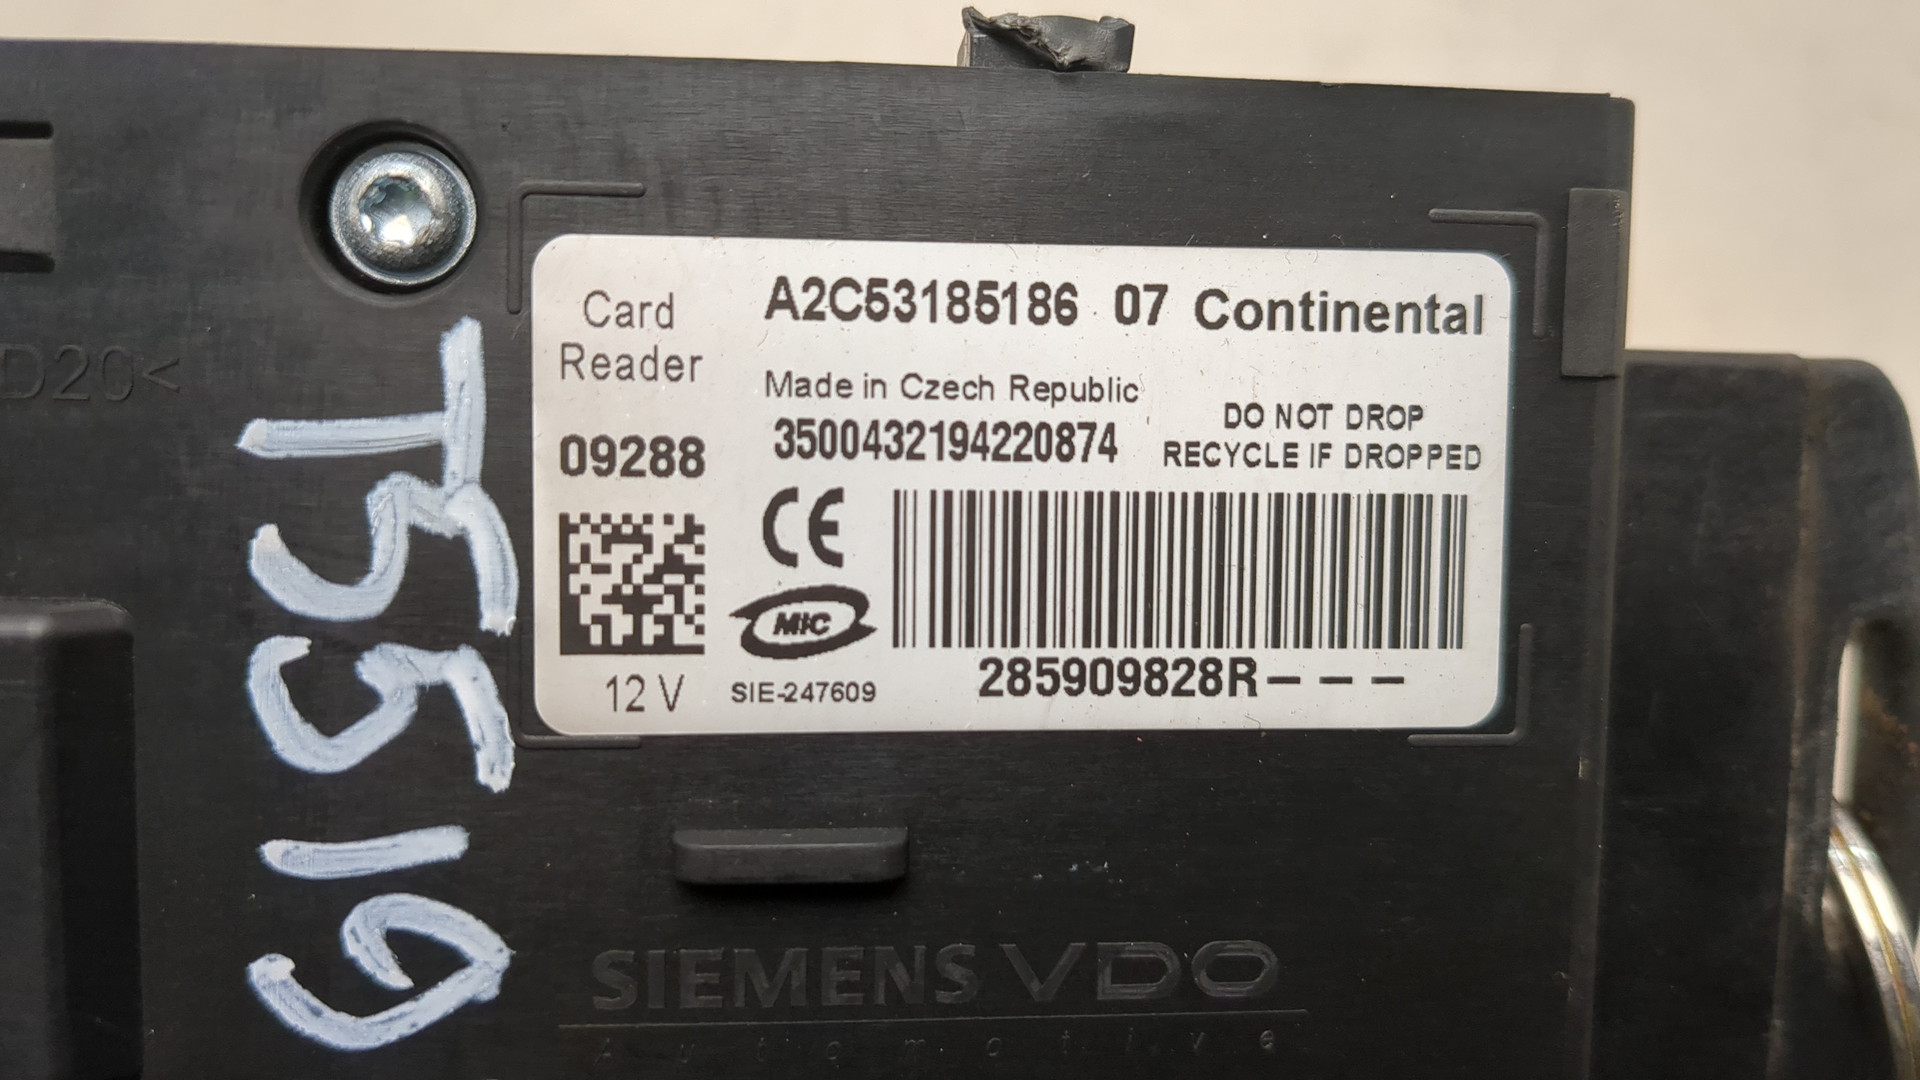 D20<
T5519
Card
Reader
09288
12 V
A2C53185186 07 Continental
Made in Czech Republic
3500432194220874
DO NOT DROP
RECYCLE IF DROPPED
CE
MIC
SIE-247609
285909828R---
SIEMENS VDO
Automotive